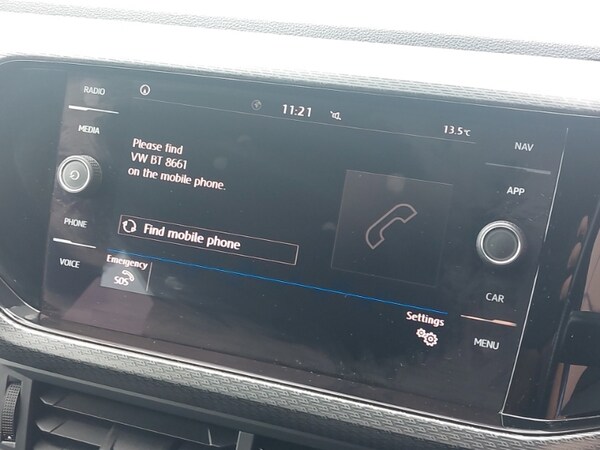 RADIO
MEDIA
PHONE
VOICE
11:21
13.5°C
Please find
VW BT 8661
on the mobile phone.
Find mobile phone
Emergency
SOS
Settings
NAV
APP
CAR
MENU